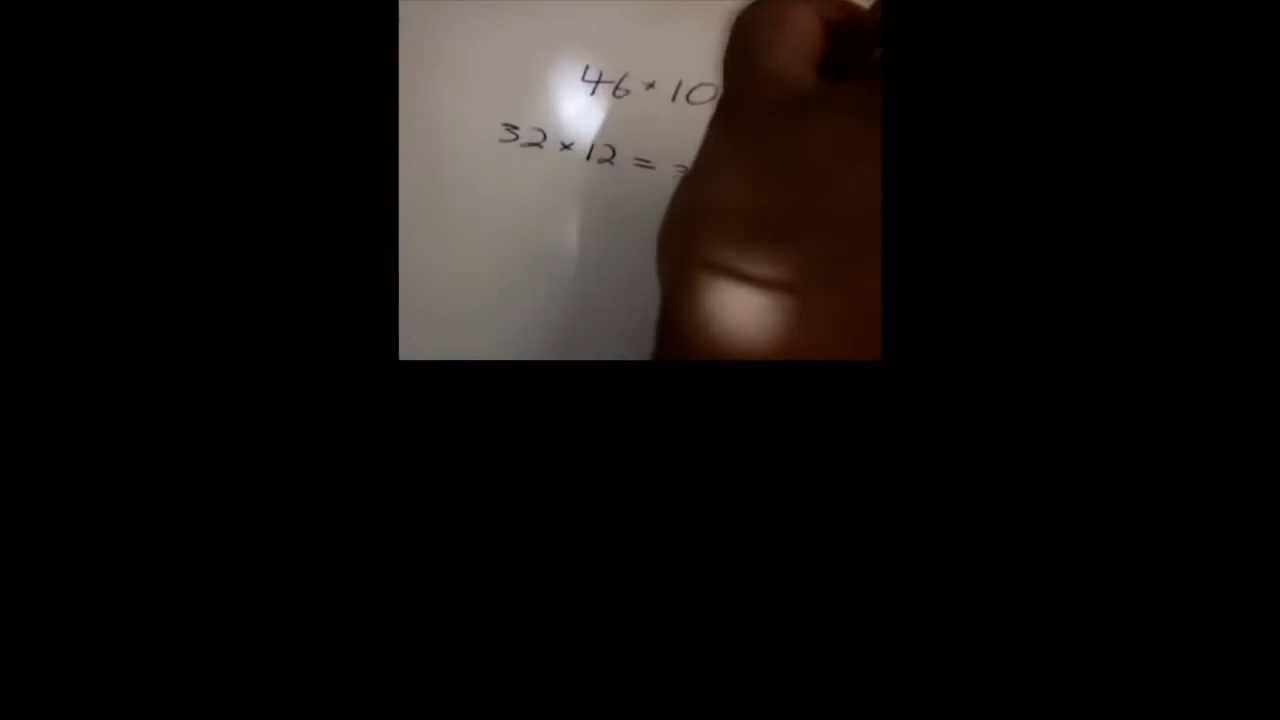 46 × 10
32 × 12 =